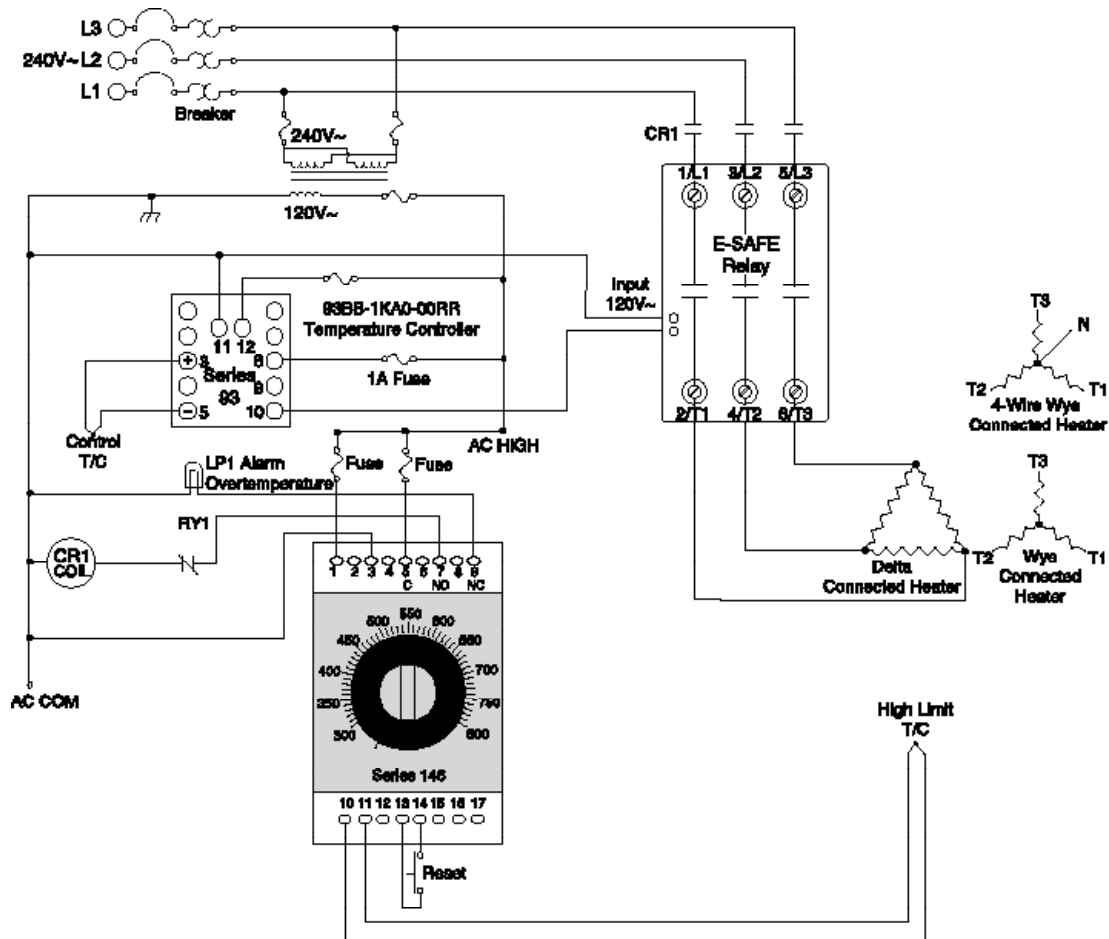 L3
240V~ L2
L1
Breaker
240V~
120V~
CR1
1/L1 3/L2 5/L3
E-SAFE
Relay
Input
120V~
2/T1 4/T2 6/T3
93BB-1KA0-00RR
Temperature Controller
11 12
3 8
Series
9
93
5 10
1A Fuse
Control
T/C
AC HIGH
LP1 Alarm
Overtemperature
Fuse Fuse
RY1
CR1
COIL
1 2 3 4 5 6 7 8 9
C NO NC
300 350 400 450 500 550 600 650 700 750 800
Series 146
10 11 12 13 14 15 16 17
Reset
AC COM
High Limit
T/C
T3
N
T2 T1
4-Wire Wye
Connected Heater
T3
T2 T1
Wye
Connected
Heater
Delta
Connected Heater